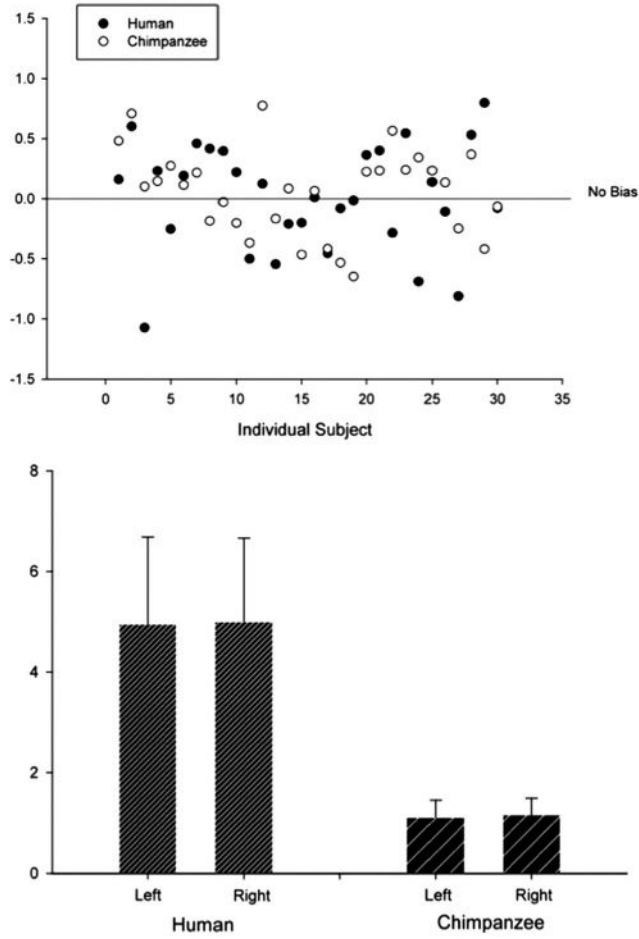 1.5
Human
Chimpanzee
1.0
0.5
0.0
No Bias
-0.5
-1.0
-1.5
0 5 10 15 20 25 30 35
Individual Subject
8
6
4
2
0
Left Right Left Right
Human Chimpanzee